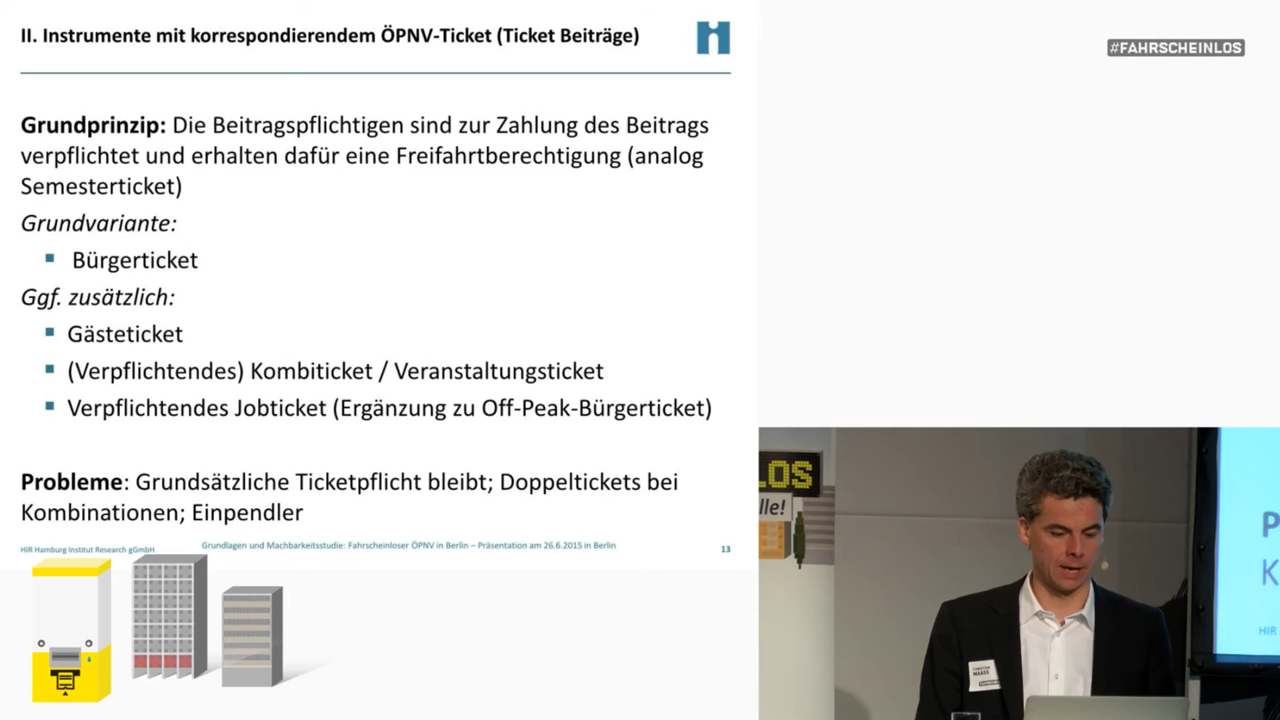 II. Instrumente mit korrespondierendem ÖPNV-Ticket (Ticket Beiträge)
#FAHRSCHEINLOS
Grundprinzip: Die Beitragspflichtigen sind zur Zahlung des Beitrags
verpflichtet und erhalten dafür eine Freifahrtberechtigung (analog
Semesterticket)
Grundvariante:
Bürgerticket
Ggf. zusätzlich:
Gästeticket
(Verpflichtendes) Kombiticket / Veranstaltungsticket
Verpflichtendes Jobticket (Ergänzung zu Off-Peak-Bürgerticket)
Probleme: Grundsätzliche Ticketpflicht bleibt; Doppeltickets bei
Kombinationen; Einpendler
HIR Hamburg Institut Research gGmbH
Grundlagen und Machbarkeitsstudie: Fahrscheinloser ÖPNV in Berlin – Präsentation am 26.6.2015 in Berlin
13
LOS
lle!
P
K
HIR
CHRISTIAN
MAASS